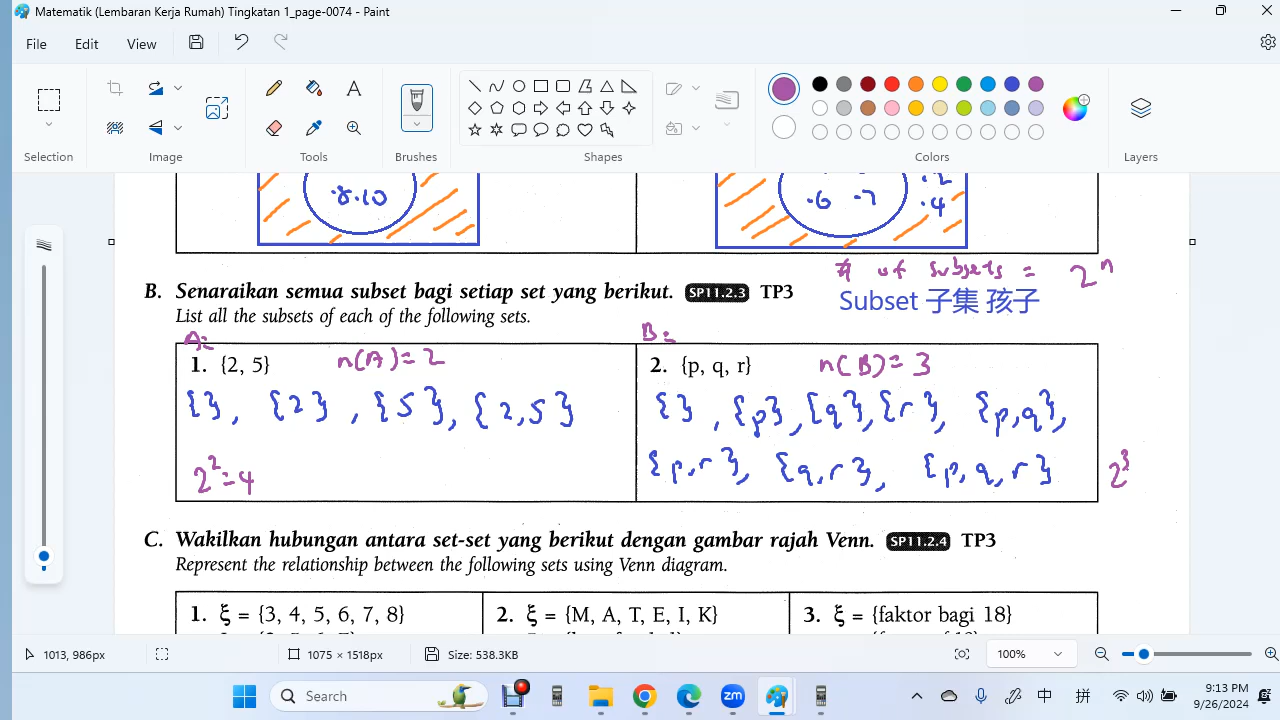 Matematik (Lembaran Kerja Rumah) Tingkatan 1_page-0074 - Paint
File Edit View
Selection Image Tools Brushes Shapes Colors Layers
·8 ·10
·2
·6 ·7 ·4
# of subsets = 2ⁿ
B. Senaraikan semua subset bagi setiap set yang berikut. SP11.2.3 TP3
Subset 子集 孩子
List all the subsets of each of the following sets.
A=
B=
1. {2, 5} n(A) = 2
{}, {2}, {5}, {2,5}
2² = 4
2. {p, q, r} n(B) = 3
{}, {p}, {q}, {r}, {p,q},
{p,r}, {q,r}, {p, q, r}
2³
C. Wakilkan hubungan antara set-set yang berikut dengan gambar rajah Venn. SP11.2.4 TP3
Represent the relationship between the following sets using Venn diagram.
1. ξ = {3, 4, 5, 6, 7, 8}
2. ξ = {M, A, T, E, I, K}
3. ξ = {faktor bagi 18}
1013, 986px 1075 × 1518px Size: 538.3KB 100%
Search zm 中 拼 9:13 PM
9/26/2024